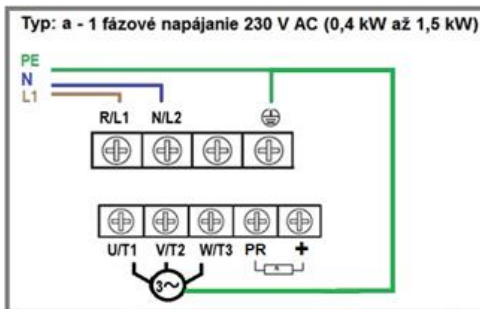 Typ: a - 1 fázové napájanie 230 V AC (0,4 kW až 1,5 kW)
PE
N
L1
R/L1 N/L2
U/T1 V/T2 W/T3 PR +
3~